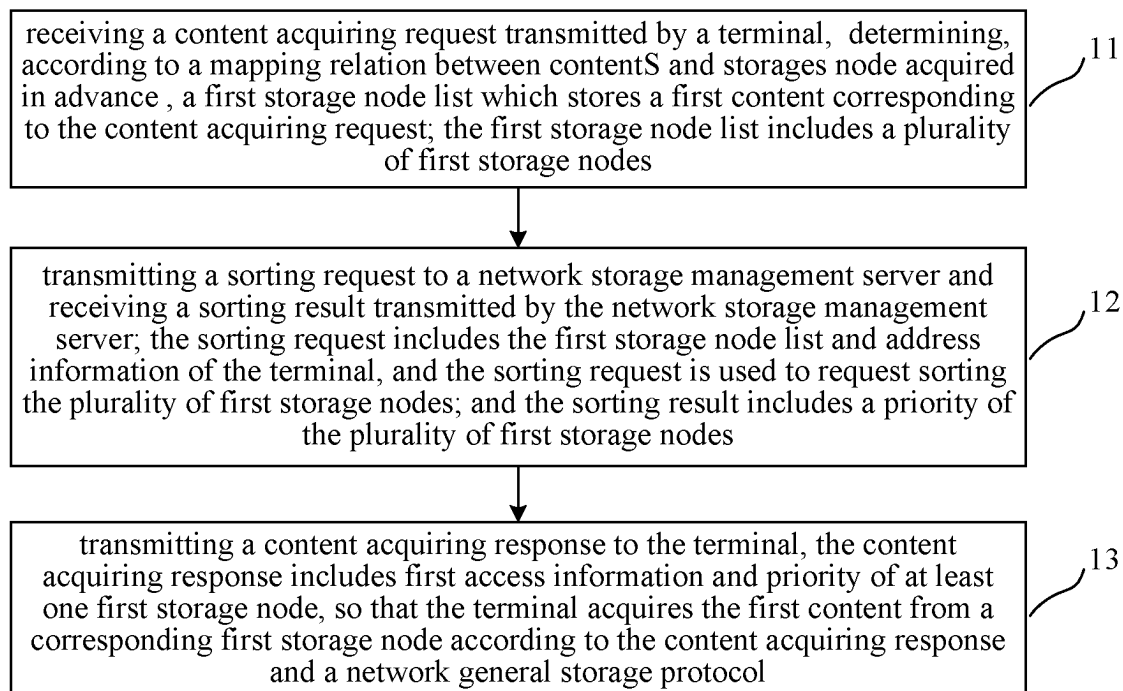 receiving a content acquiring request transmitted by a terminal, determining,
according to a mapping relation between contentS and storages node acquired
in advance , a first storage node list which stores a first content corresponding
to the content acquiring request; the first storage node list includes a plurality
of first storage nodes
11
transmitting a sorting request to a network storage management server and
receiving a sorting result transmitted by the network storage management
server; the sorting request includes the first storage node list and address
information of the terminal, and the sorting request is used to request sorting
the plurality of first storage nodes; and the sorting result includes a priority of
the plurality of first storage nodes
12
transmitting a content acquiring response to the terminal, the content
acquiring response includes first access information and priority of at least
one first storage node, so that the terminal acquires the first content from a
corresponding first storage node according to the content acquiring response
and a network general storage protocol
13